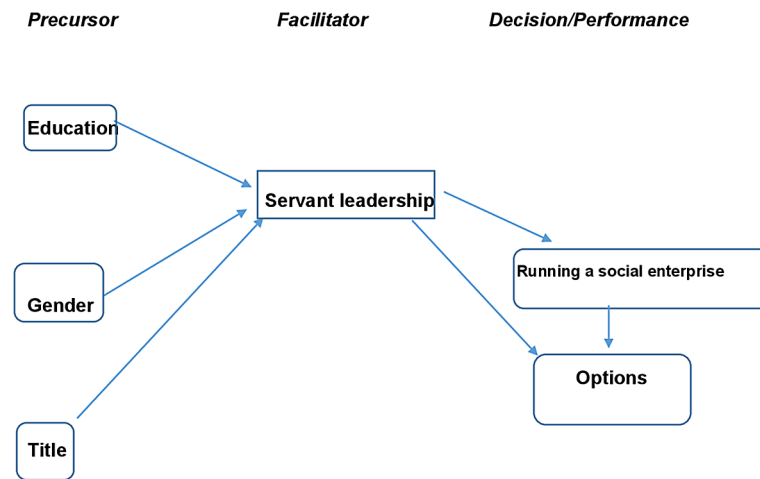 Precursor
Facilitator
Decision/Performance
Education
Servant leadership
Running a social enterprise
Gender
Options
Title